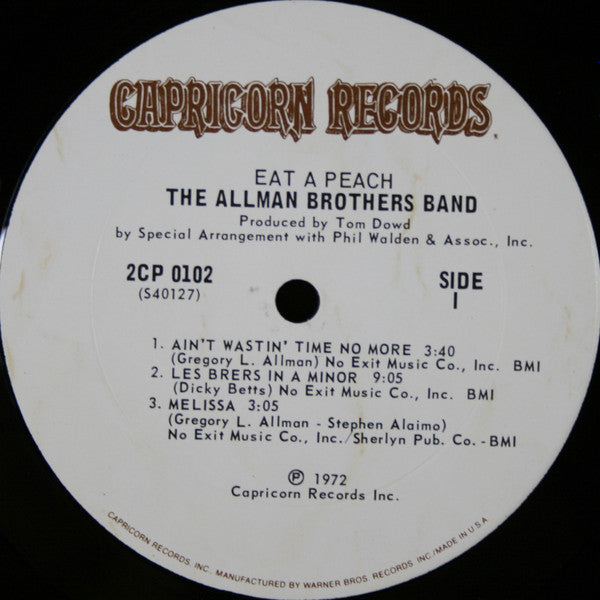 CAPRICORN RECORDS
EAT A PEACH
THE ALLMAN BROTHERS BAND
Produced by Tom Dowd
by Special Arrangement with Phil Walden & Assoc., Inc.
2CP 0102
(S40127)
SIDE
I
1. AIN'T WASTIN' TIME NO MORE 3:40
(Gregory L. Allman) No Exit Music Co., Inc. BMI
2. LES BRERS IN A MINOR 9:05
(Dicky Betts) No Exit Music Co., Inc. BMI
3. MELISSA 3:05
(Gregory L. Allman - Stephen Alaimo)
No Exit Music Co., Inc./Sherlyn Pub. Co. - BMI
℗ 1972
Capricorn Records Inc.
CAPRICORN RECORDS, INC. MANUFACTURED BY WARNER BROS. RECORDS, INC./MADE IN U.S.A.